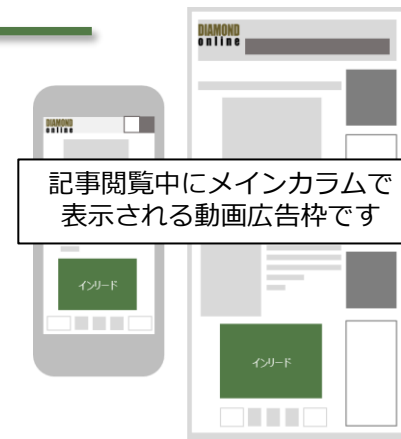 DIAMOND
online
DIAMOND
online
記事閲覧中にメインカラムで
表示される動画広告枠です
インリード
インリード